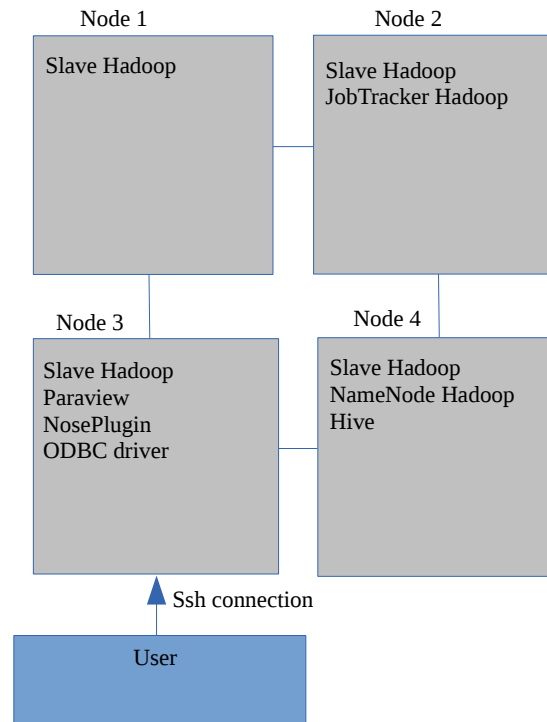 Node 1
Slave Hadoop
Node 2
Slave Hadoop
JobTracker Hadoop
Node 3
Slave Hadoop
Paraview
NosePlugin
ODBC driver
Node 4
Slave Hadoop
NameNode Hadoop
Hive
Ssh connection
User